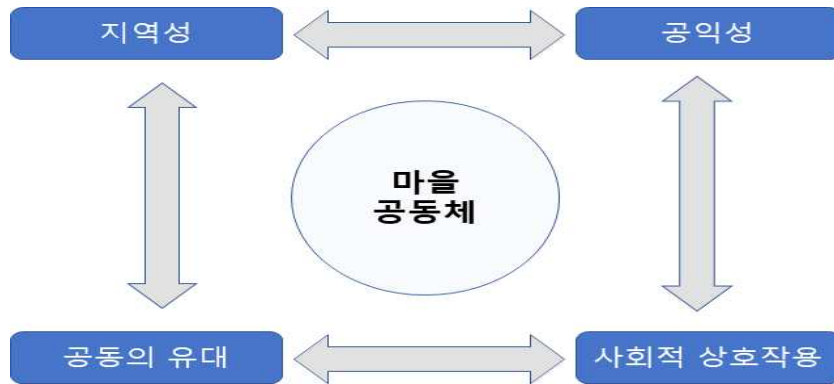 지역성
공익성
마을
공동체
공동의 유대
사회적 상호작용